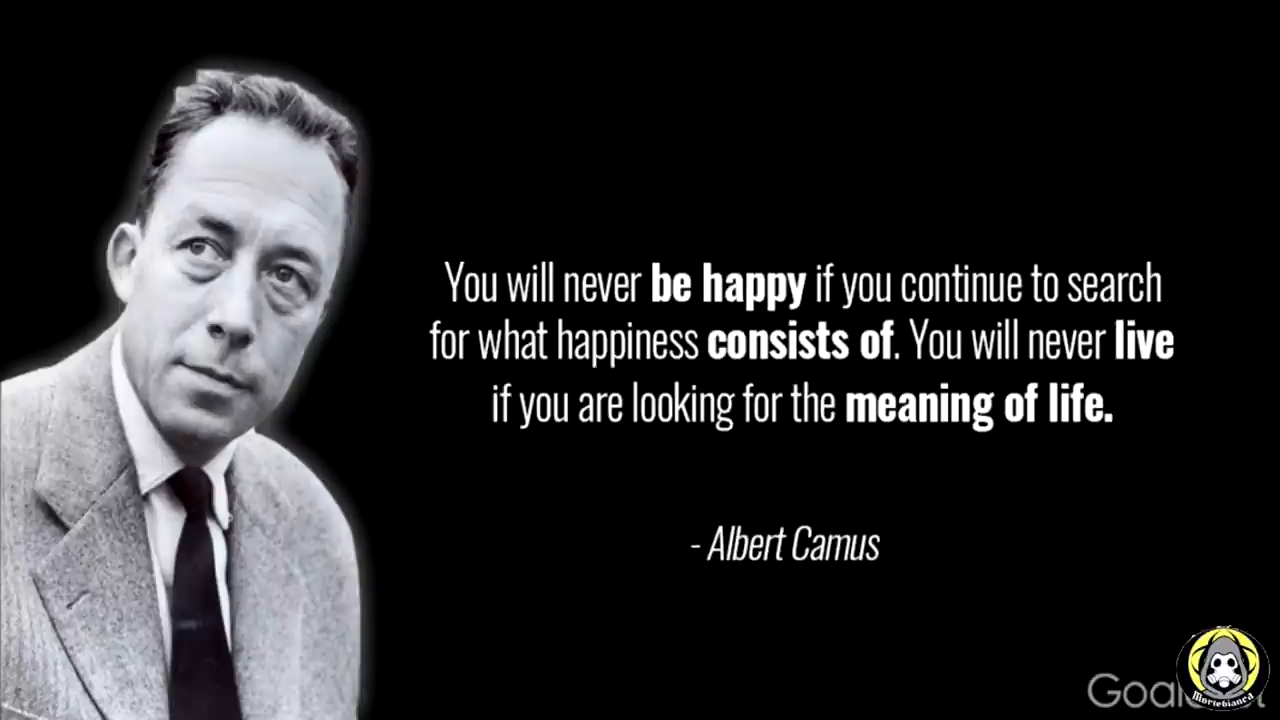 You will never be happy if you continue to search
for what happiness consists of. You will never live
if you are looking for the meaning of life.
- Albert Camus
Mortebianca